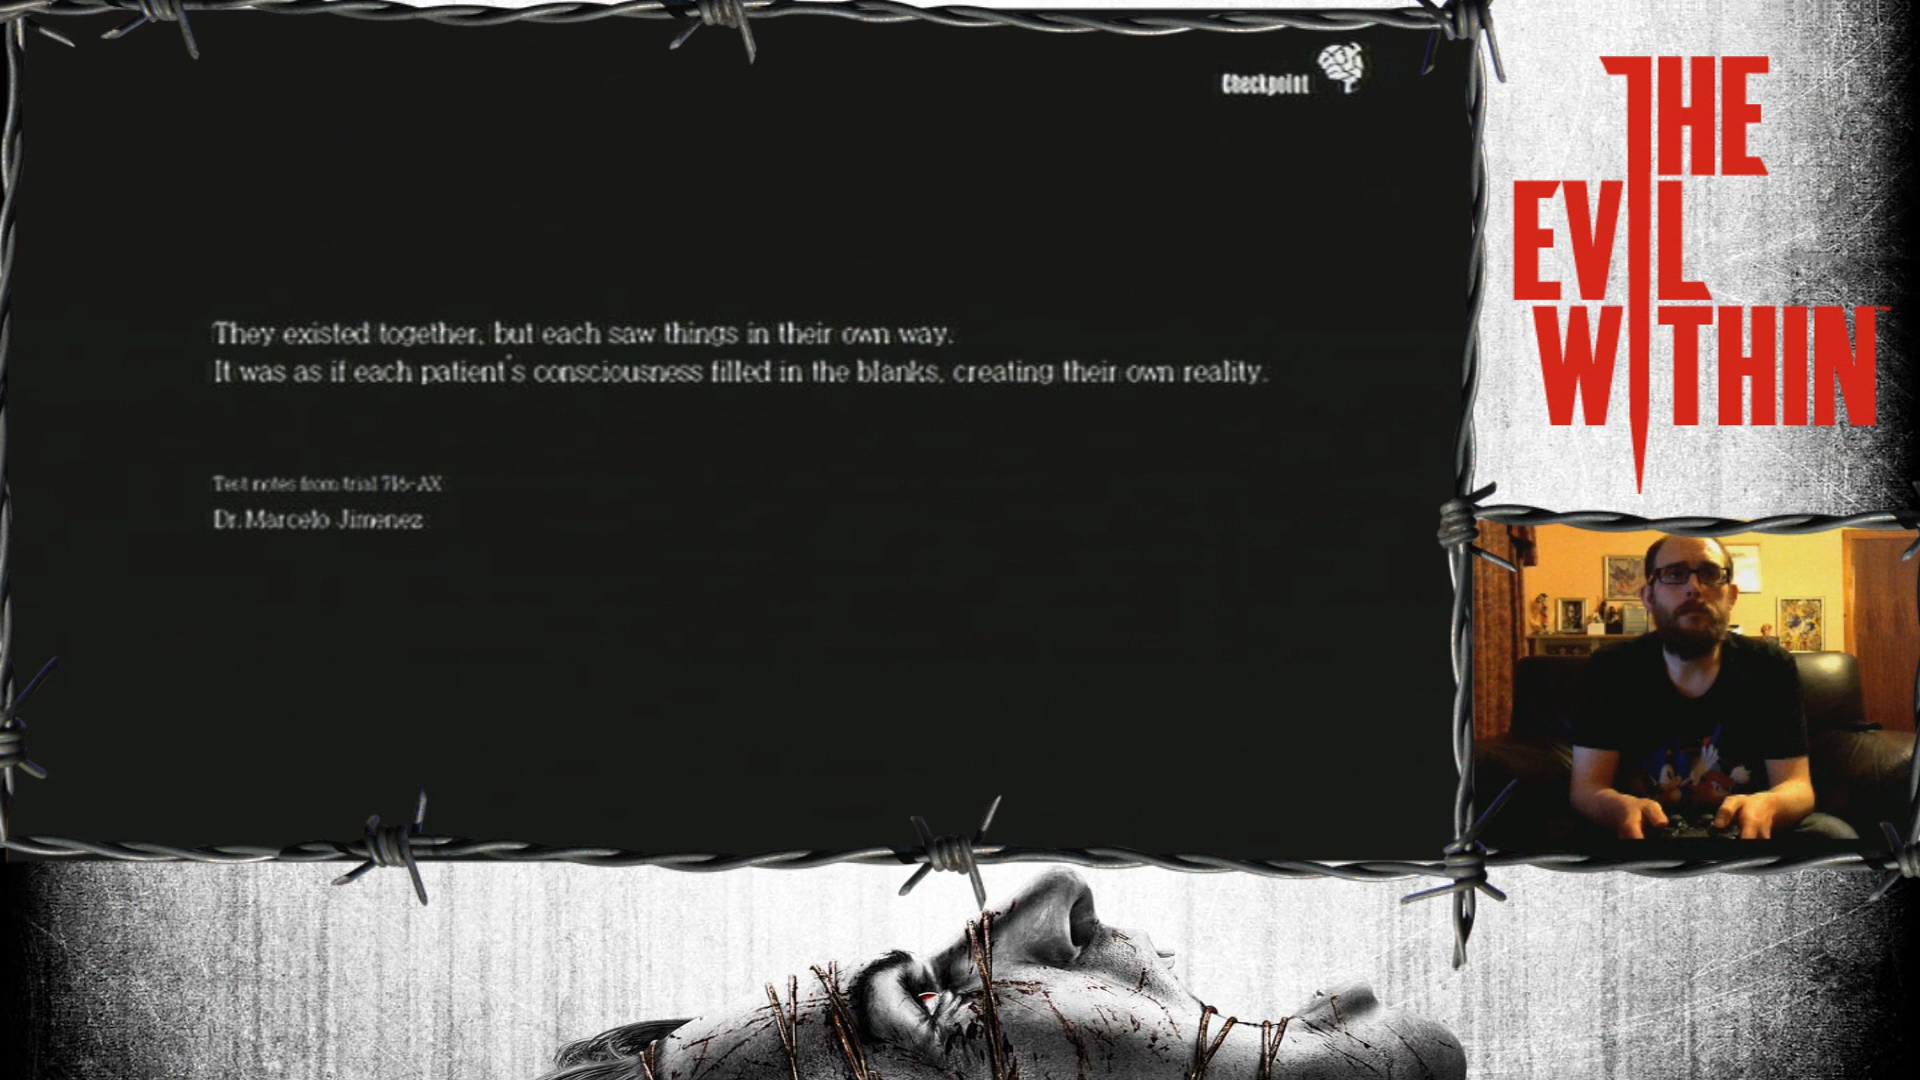 Checkpoint
They existed together, but each saw things in their own way.
It was as if each patient's consciousness filled in the blanks, creating their own reality.
Test notes from trial 716-AX
Dr. Marcelo Jimenez
THE
EVIL
WITHIN